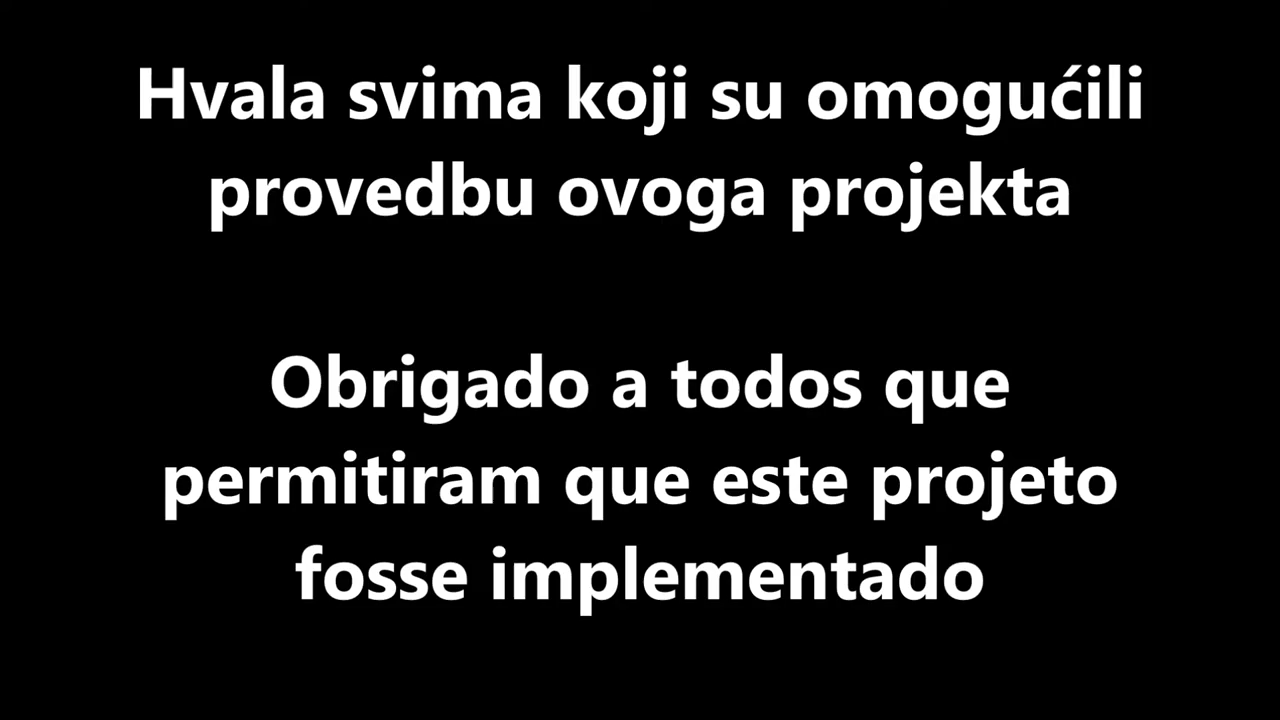 Hvala svima koji su omogućili
provedbu ovoga projekta
Obrigado a todos que
permitiram que este projeto
fosse implementado